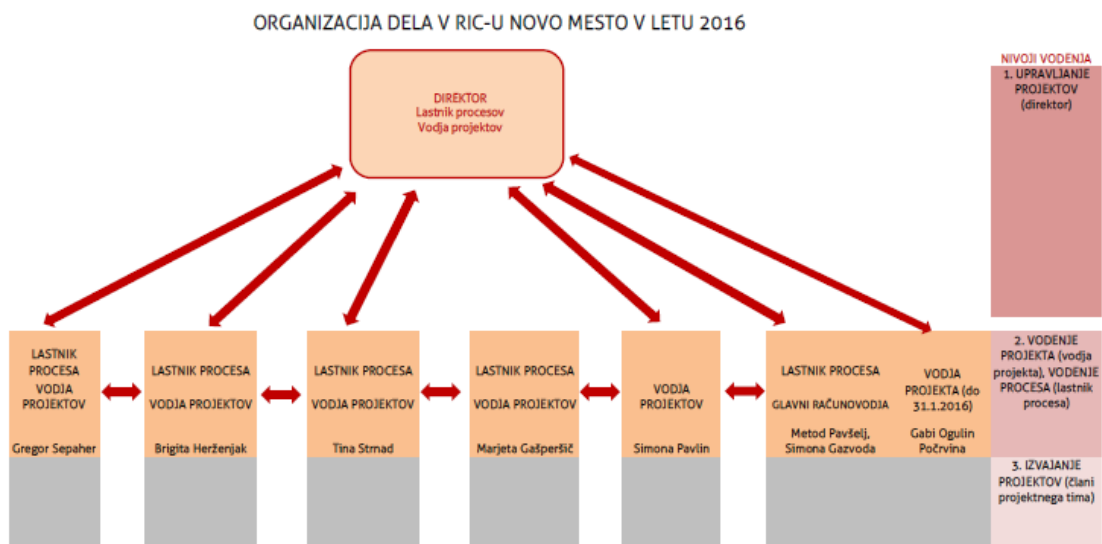 ORGANIZACIJA DELA V RIC-U NOVO MESTO V LETU 2016
NIVOJI VODENJA
1. UPRAVLJANJE
PROJEKTOV
(direktor)
DIREKTOR
Lastnik procesov
Vodja projektov
LASTNIK
PROCESA
VODJA
PROJEKTOV
Gregor Sepaher
LASTNIK PROCESA
VODJA PROJEKTOV
Brigita Herženjak
LASTNIK PROCESA
VODJA PROJEKTOV
Tina Strnad
LASTNIK PROCESA
VODJA PROJEKTOV
Marjeta Gašperšič
VODJA
PROJEKTOV
Simona Pavlin
LASTNIK PROCESA
GLAVNI RAČUNOVODJA
Metod Pavšelj,
Simona Gazvoda
VODJA
PROJEKTA (do
31.1.2016)
Gabi Ogulin
Počrvina
2. VODENJE
PROJEKTA (vodja
projekta), VODENJE
PROCESA (lastnik
procesa)
3. IZVAJANJE
PROJEKTOV (člani
projektnega tima)